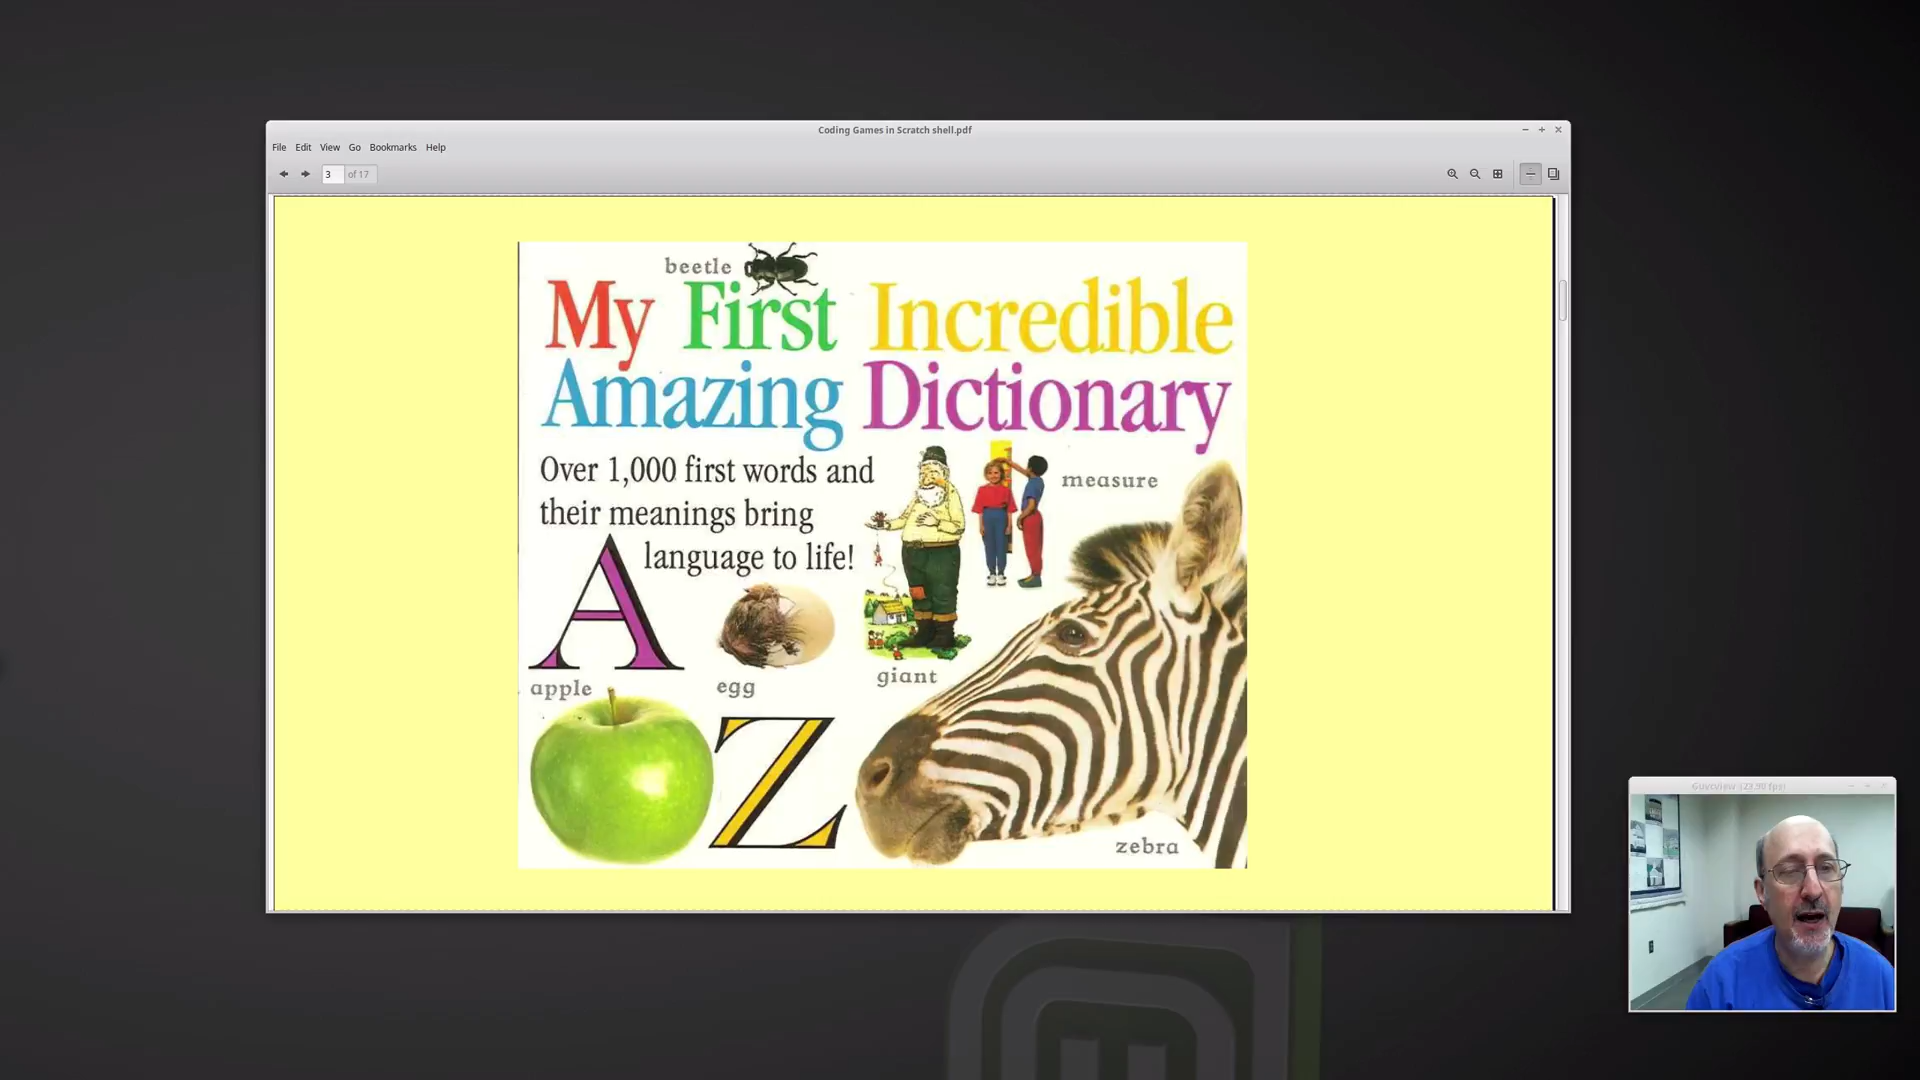 Coding Games in Scratch shell.pdf
File Edit View Go Bookmarks Help
3 of 17
beetle
My First Incredible
Amazing Dictionary
Over 1,000 first words and
their meanings bring
language to life!
measure
A
apple
egg
giant
Z
zebra